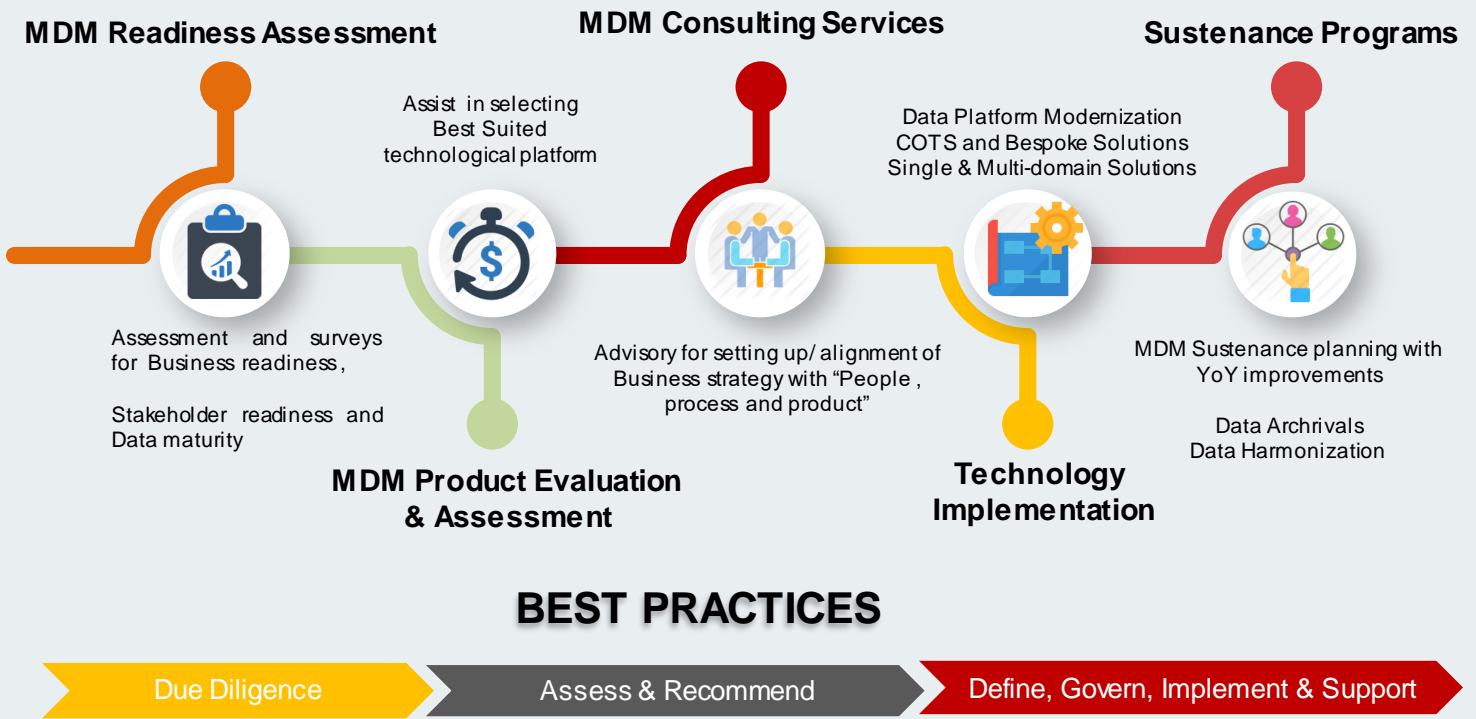 MDM Readiness Assessment
Assessment and surveys
for Business readiness,
Stakeholder readiness and
Data maturity
Assist in selecting
Best Suited
technological platform
$
MDM Product Evaluation
& Assessment
MDM Consulting Services
Advisory for setting up/ alignment of
Business strategy with “People ,
process and product”
Data Platform Modernization
COTS and Bespoke Solutions
Single & Multi-domain Solutions
Technology
Implementation
Sustenance Programs
MDM Sustenance planning with
YoY improvements
Data Archrivals
Data Harmonization
BEST PRACTICES
Due Diligence
Assess & Recommend
Define, Govern, Implement & Support